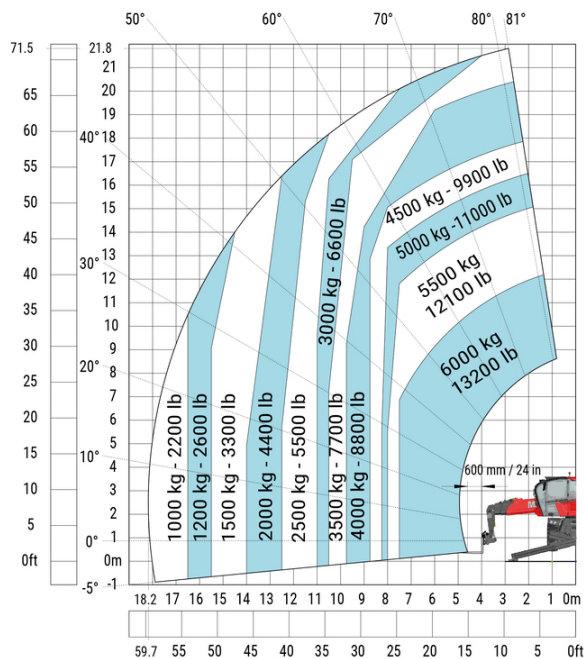 50°
60°
70°
80° 81°
71.5
ft
21.8
m
65
60
55
50
45
40
35
30
25
20
15
10
5
0ft
-5°
21
20
19
40° 18
17
16
15
14
30° 13
12
11
10
9
20° 8
7
6
5
10° 4
3
2
0° 1
0m
-1
4500 kg - 9900 lb
5000 kg -11000 lb
5500 kg
12100 lb
6000 kg
13200 lb
3000 kg - 6600 lb
1000 kg - 2200 lb
1200 kg - 2600 lb
1500 kg - 3300 lb
2000 kg - 4400 lb
2500 kg - 5500 lb
3500 kg - 7700 lb
4000 kg - 8800 lb
600 mm / 24 in
18.2 17 16 15 14 13 12 11 10 9 8 7 6 5 4 3 2 1 0m
59.7 55 50 45 40 35 30 25 20 15 10 5 0ft